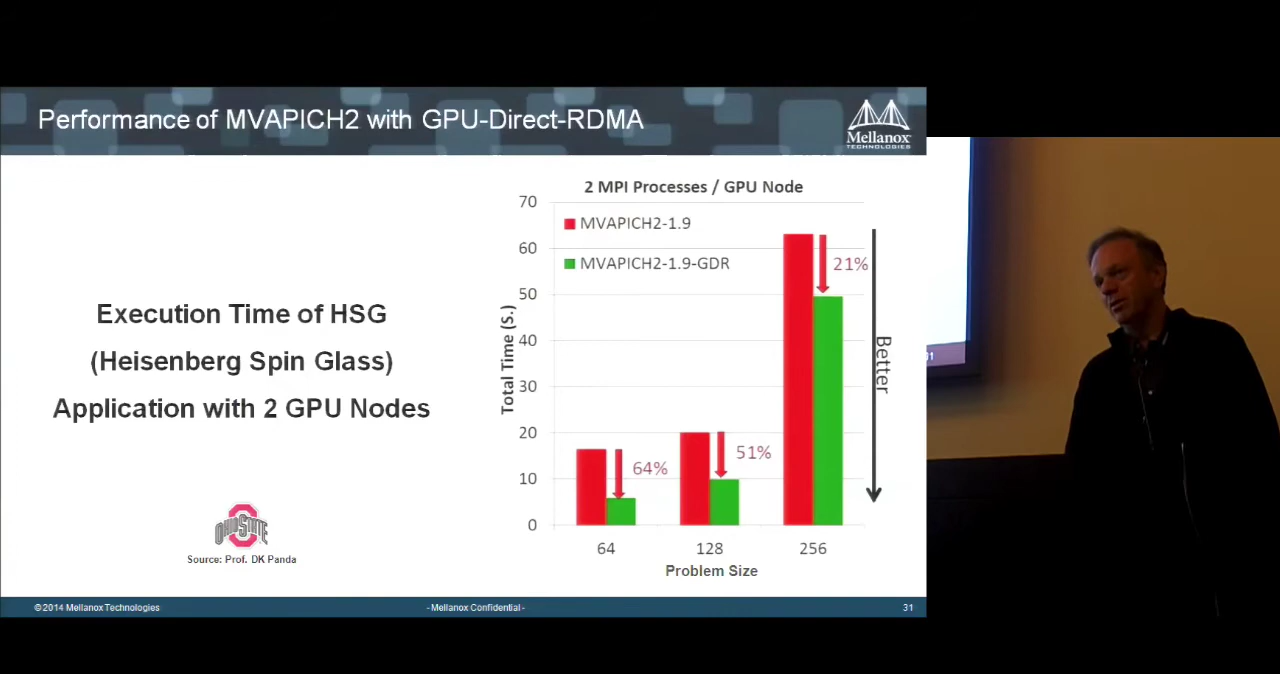 Performance of MVAPICH2 with GPU-Direct-RDMA
Mellanox
TECHNOLOGIES
Execution Time of HSG
(Heisenberg Spin Glass)
Application with 2 GPU Nodes
OHIO STATE
Source: Prof. DK Panda
2 MPI Processes / GPU Node
Total Time (S.)
70
60
50
40
30
20
10
0
MVAPICH2-1.9
MVAPICH2-1.9-GDR
64%
51%
21%
Better
64 128 256
Problem Size
© 2014 Mellanox Technologies
- Mellanox Confidential -
31
31